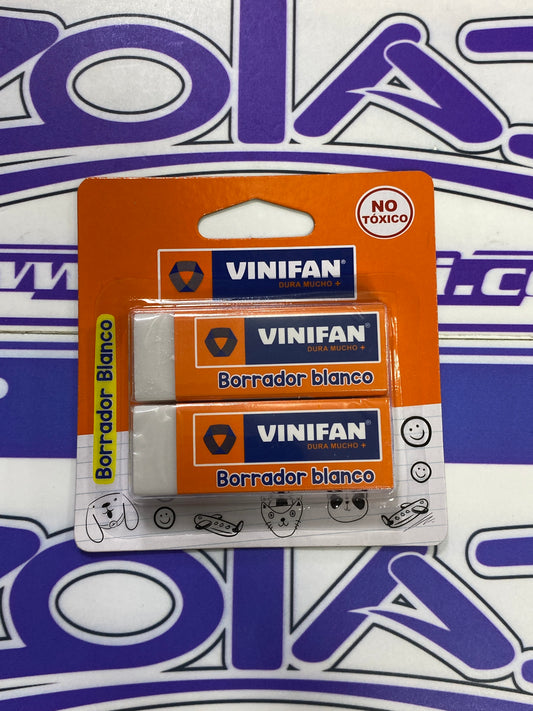 NO
TÓXICO
VINIFAN®
DURA MUCHO +
Borrador Blanco
VINIFAN®
DURA MUCHO +
Borrador blanco
VINIFAN®
DURA MUCHO +
Borrador blanco